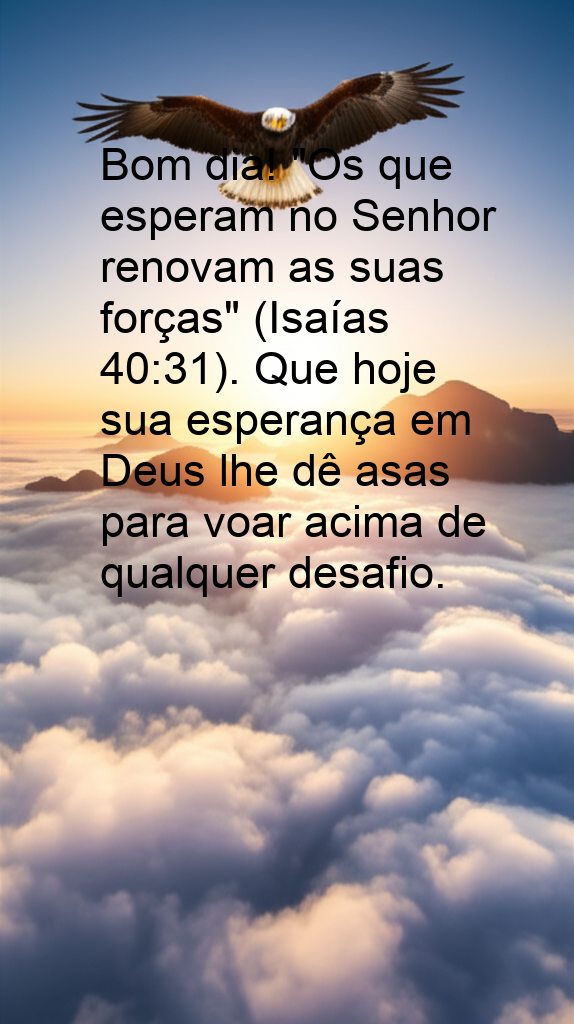 Bom dia! "Os que
esperam no Senhor
renovam as suas
forças" (Isaías
40:31). Que hoje
sua esperança em
Deus lhe dê asas
para voar acima de
qualquer desafio.